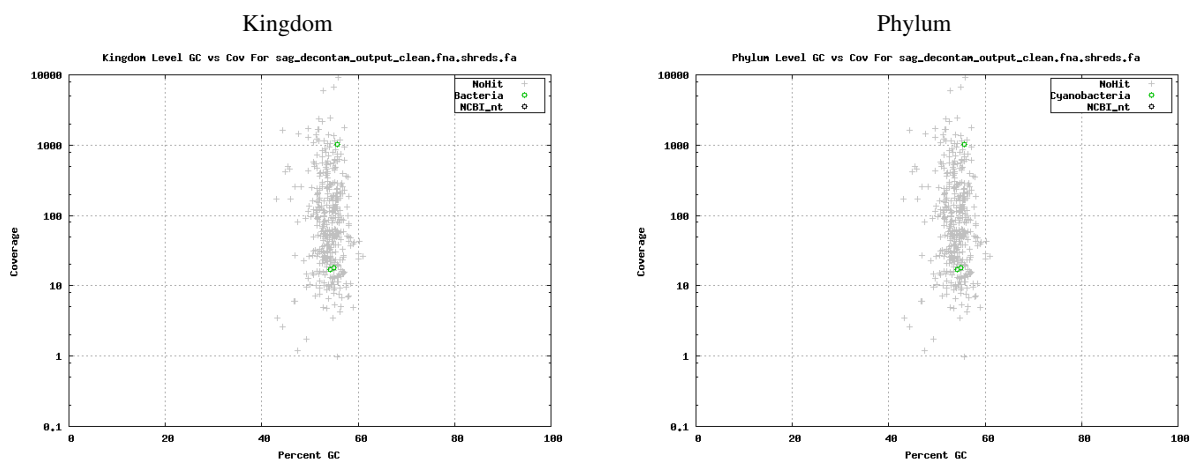 Kingdom
Kingdom Level GC vs Cov For sag_decontam_output_clean.fna.shreds.fa
10000
1000
100
10
1
0.1
Coverage
NoHit
Bacteria
NCBI_nt
0 20 40 60 80 100
Percent GC
Phylum
Phylum Level GC vs Cov For sag_decontam_output_clean.fna.shreds.fa
10000
1000
100
10
1
0.1
Coverage
NoHit
Cyanobacteria
NCBI_nt
0 20 40 60 80 100
Percent GC